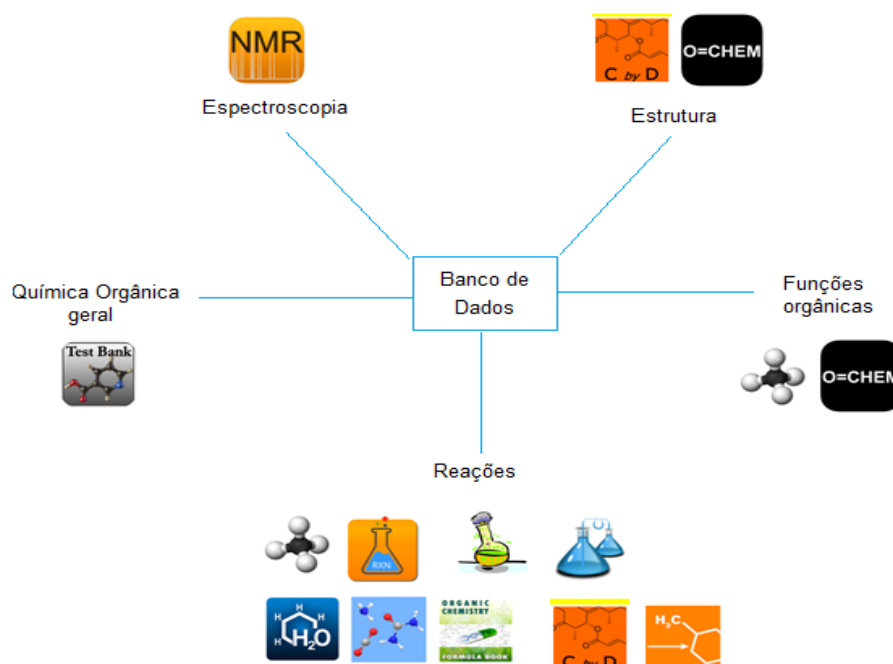 NMR
Espectroscopia
C by D
O=CHEM
Estrutura
Banco de
Dados
Química Orgânica
geral
Test Bank
Funções
orgânicas
O=CHEM
Reações
RXN
H
H
H
H₂O
ORGANIC
CHEMISTRY
FORMULA BOOK
C by D
H₃C